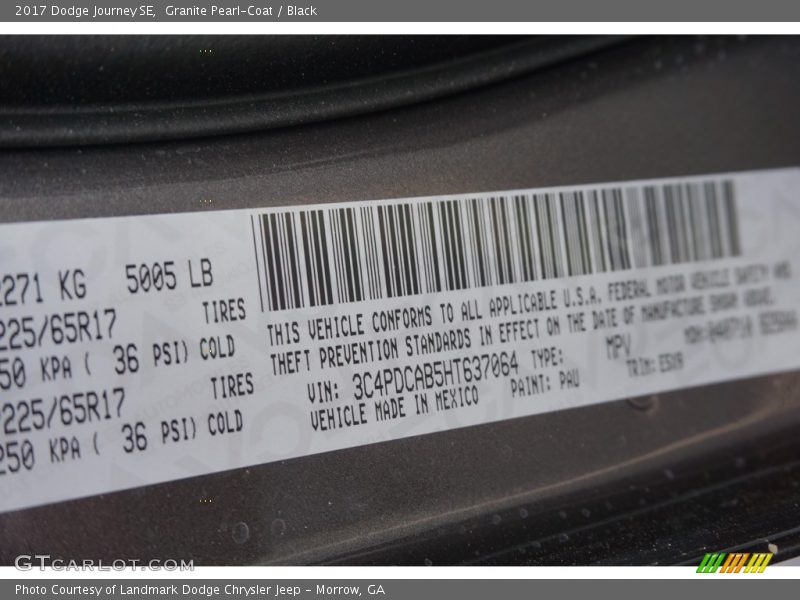 2017 Dodge Journey SE, Granite Pearl-Coat / Black
2271 KG 5005 LB
TIRES
225/65R17
250 KPA ( 36 PSI) COLD
TIRES
225/65R17
250 KPA ( 36 PSI) COLD
THIS VEHICLE CONFORMS TO ALL APPLICABLE U.S.A. FEDERAL MOTOR VEHICLE SAFETY AND
THEFT PREVENTION STANDARDS IN EFFECT ON THE DATE OF MANUFACTURE SHOWN ABOVE.
VIN: 3C4PDCAB5HT637064 TYPE: MPV
VEHICLE MADE IN MEXICO PAINT: PAU TRIM:
GTCARLOT.COM
Photo Courtesy of Landmark Dodge Chrysler Jeep - Morrow, GA